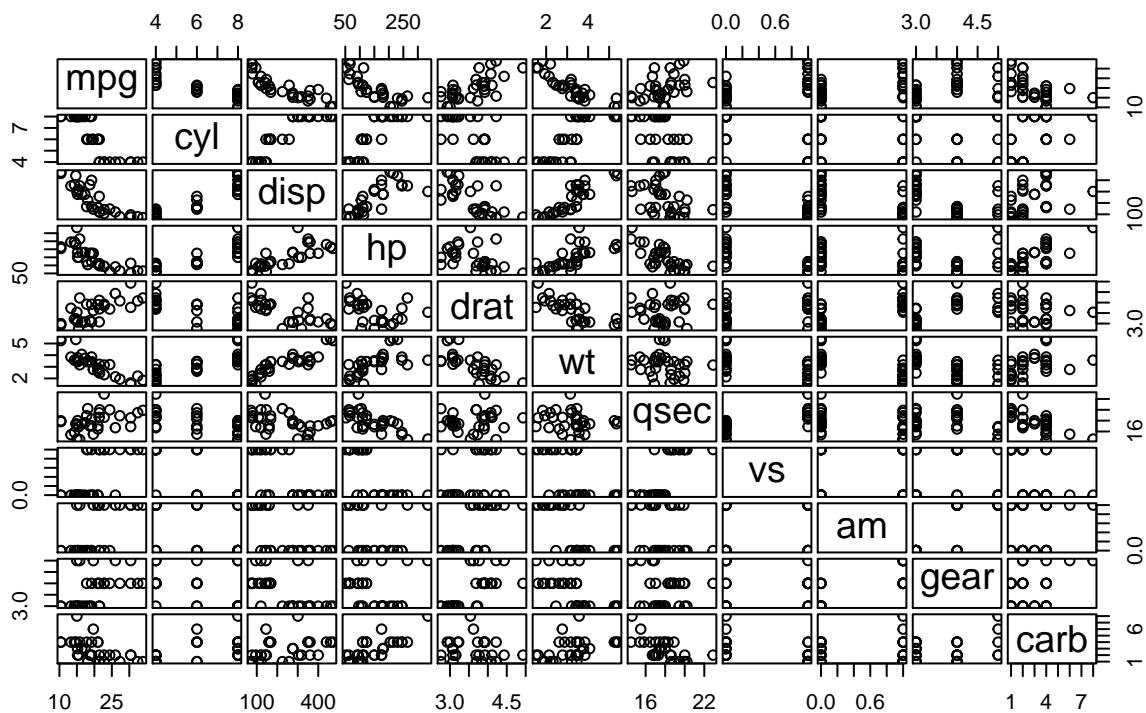 4 6 8 50 250 2 4 0.0 0.6 3.0 4.5
mpg 10
7 4 cyl
disp 100
50 hp
drat 3.0
5 2 wt
qsec 16
0.0 vs
am 0.0
3.0 gear
carb 6 1
10 25 100 400 3.0 4.5 16 22 0.0 0.6 1 4 7